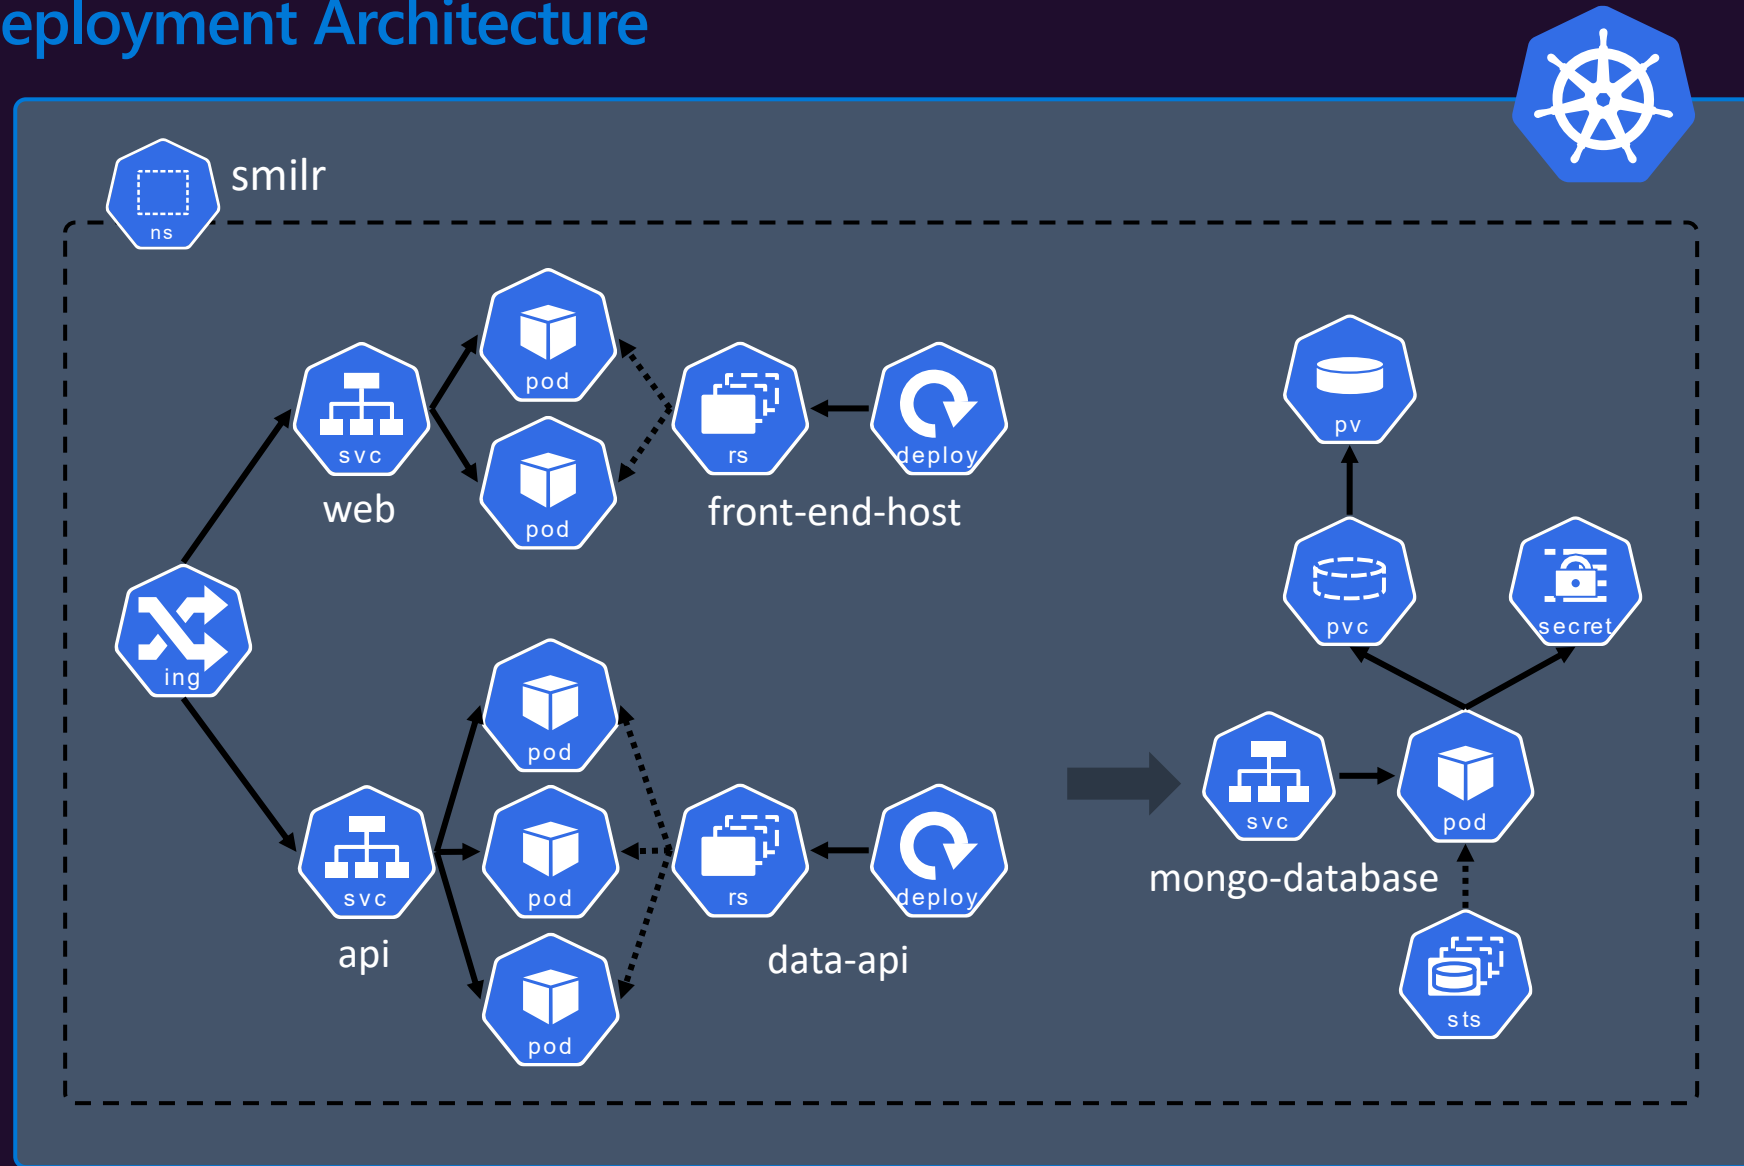 eployment Architecture
ns
smilr
pod
svc
web
pod
rs
deploy
front-end-host
ing
pod
svc
api
pod
pod
rs
deploy
data-api
pv
pvc
secret
svc
pod
mongo-database
sts